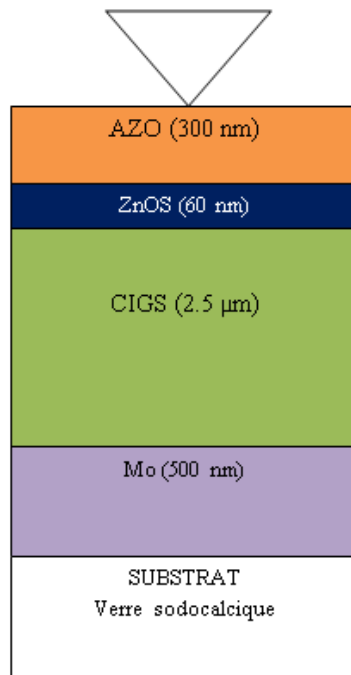 AZO (300 nm)
ZnOS (60 nm)
CIGS (2.5 µm)
Mo (500 nm)
SUBSTRAT
Verre sodocalcique